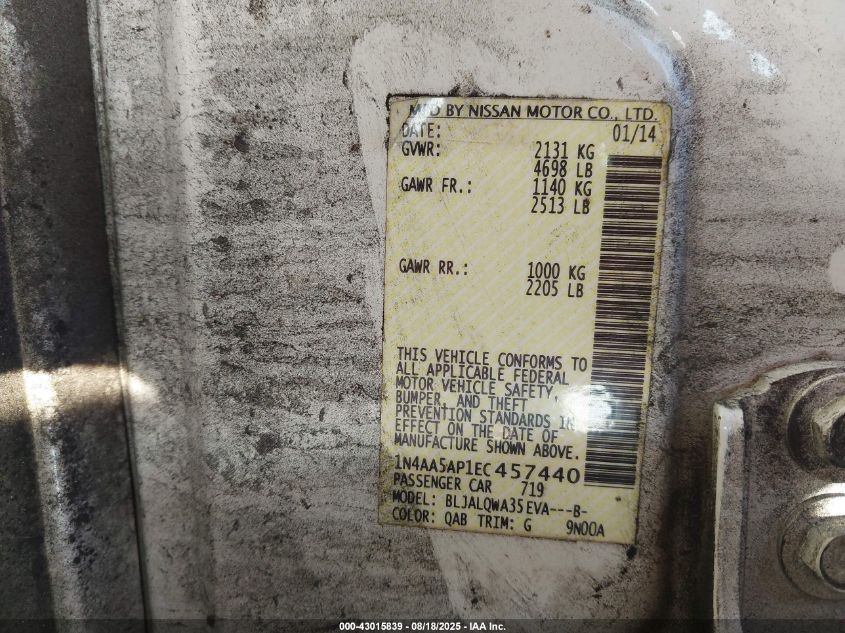 MFD BY NISSAN MOTOR CO., LTD.
DATE: 01/14
GVWR: 2131 KG
4698 LB
GAWR FR.: 1140 KG
2513 LB
GAWR RR.: 1000 KG
2205 LB
THIS VEHICLE CONFORMS TO
ALL APPLICABLE FEDERAL
MOTOR VEHICLE SAFETY,
BUMPER, AND THEFT
PREVENTION STANDARDS IN
EFFECT ON THE DATE OF
MANUFACTURE SHOWN ABOVE.
1N4AA5AP1EC457440
PASSENGER CAR 719
MODEL: BLJALQWA35EVA---B-
COLOR: QAB TRIM: G 9N00A
000-43015839 - 08/18/2025 - IAA Inc.